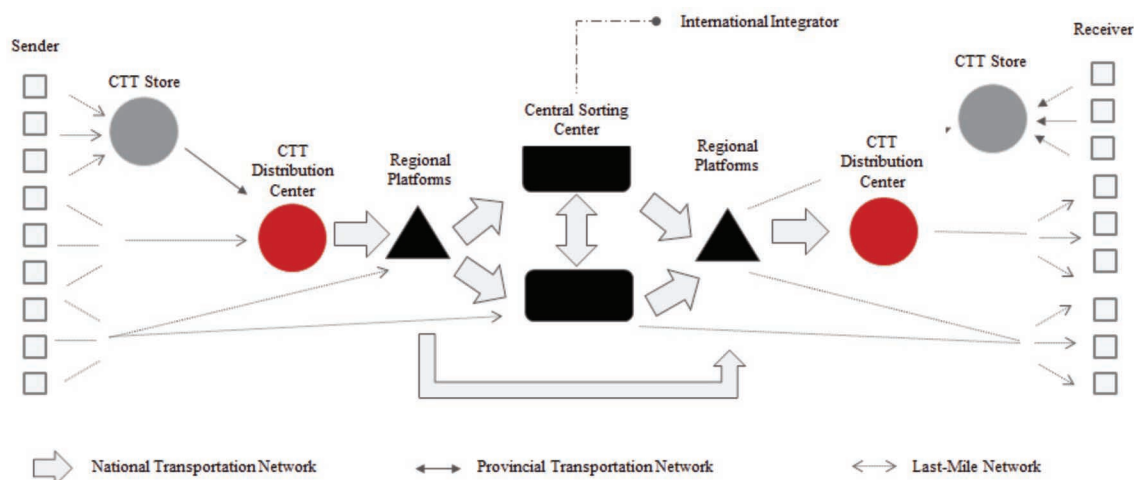 International Integrator
Sender
Receiver
CTT Store
CTT Store
Central Sorting
Center
CTT
Distribution
Center
Regional
Platforms
Regional
Platforms
CTT
Distribution
Center
National Transportation Network
Provincial Transportation Network
Last-Mile Network